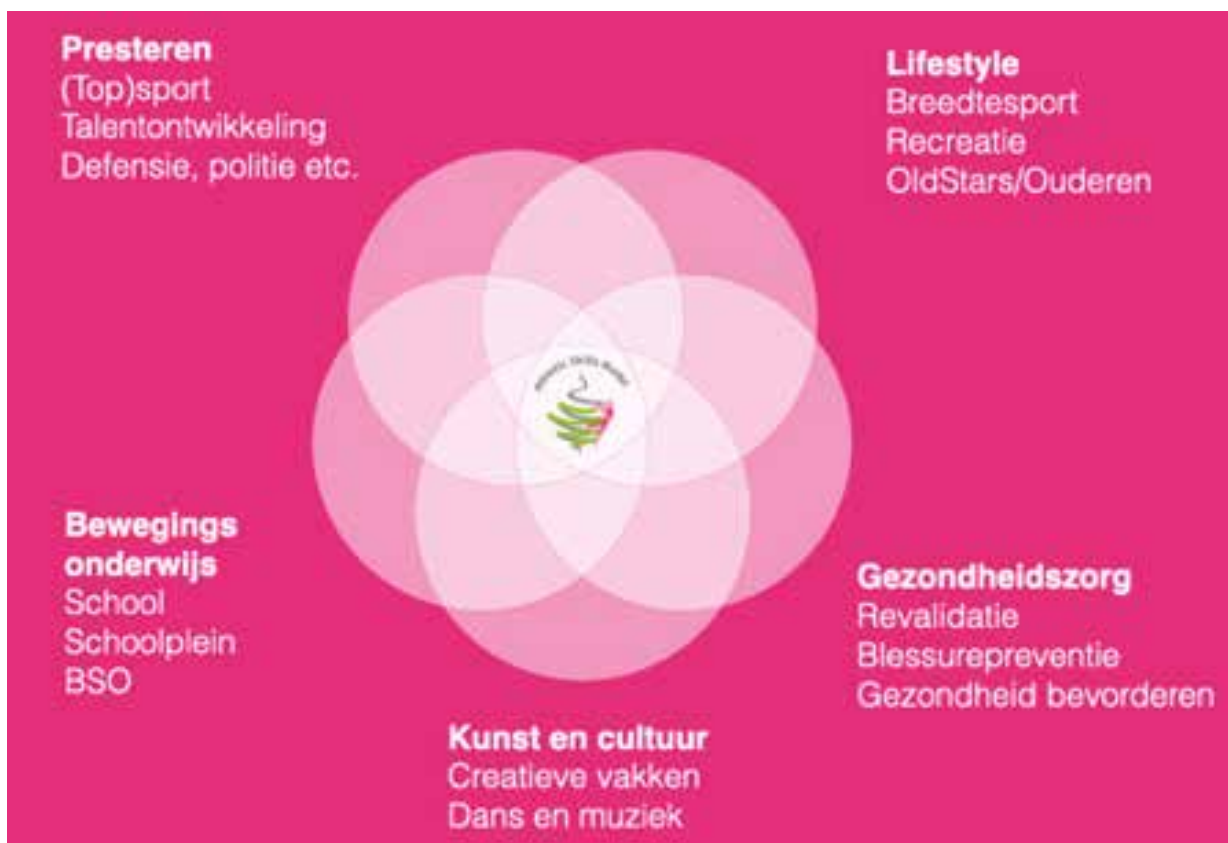 Presteren
(Top)sport
Talentontwikkeling
Defensie, politie etc.
Lifestyle
Breedtesport
Recreatie
OldStars/Ouderen
Bewegings
onderwijs
School
Schoolplein
BSO
Gezondheidszorg
Revalidatie
Blessurepreventie
Gezondheid bevorderen
Kunst en cultuur
Creatieve vakken
Dans en muziek